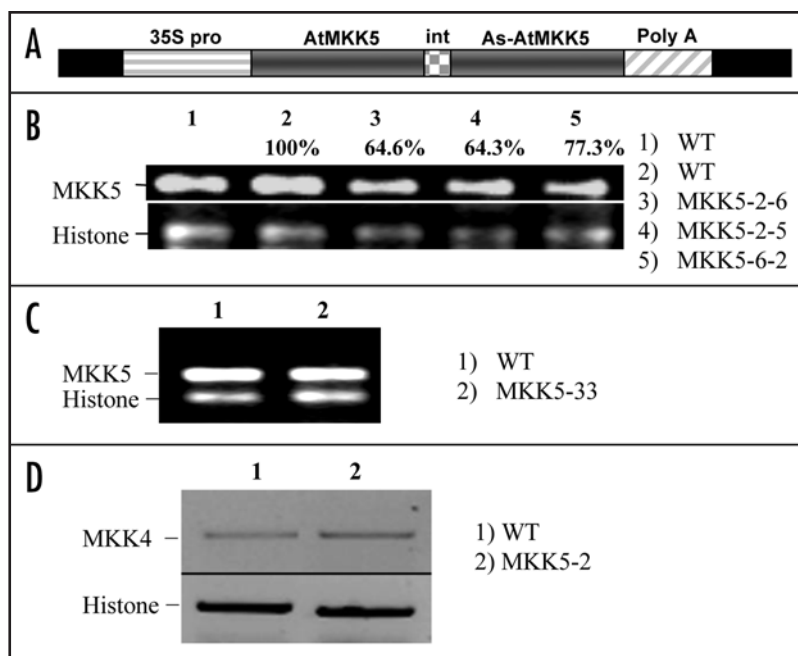 A
35S pro AtMKK5 int As-AtMKK5 Poly A
B
1 2 3 4 5
100% 64.6% 64.3% 77.3%
MKK5
Histone
1) WT
2) WT
3) MKK5-2-6
4) MKK5-2-5
5) MKK5-6-2
C
1 2
MKK5
Histone
1) WT
2) MKK5-33
D
1 2
MKK4
Histone
1) WT
2) MKK5-2